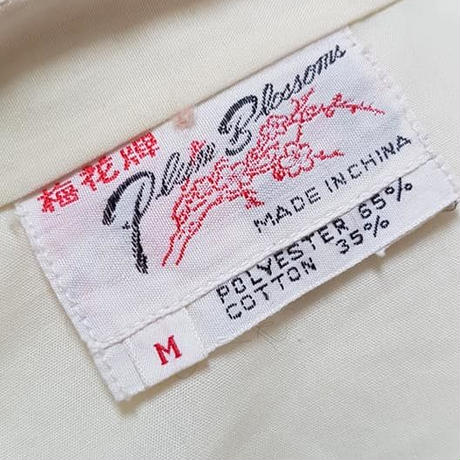 梅花牌
Plum Blossoms
MADE IN CHINA
POLYESTER 65%
COTTON 35%
M